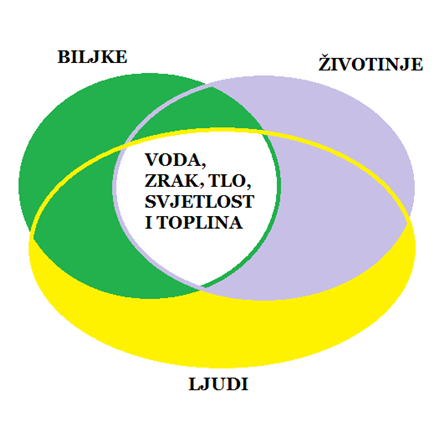 BILJKE
ŽIVOTINJE
VODA,
ZRAK, TLO,
SVJETLOST
I TOPLINA
LJUDI